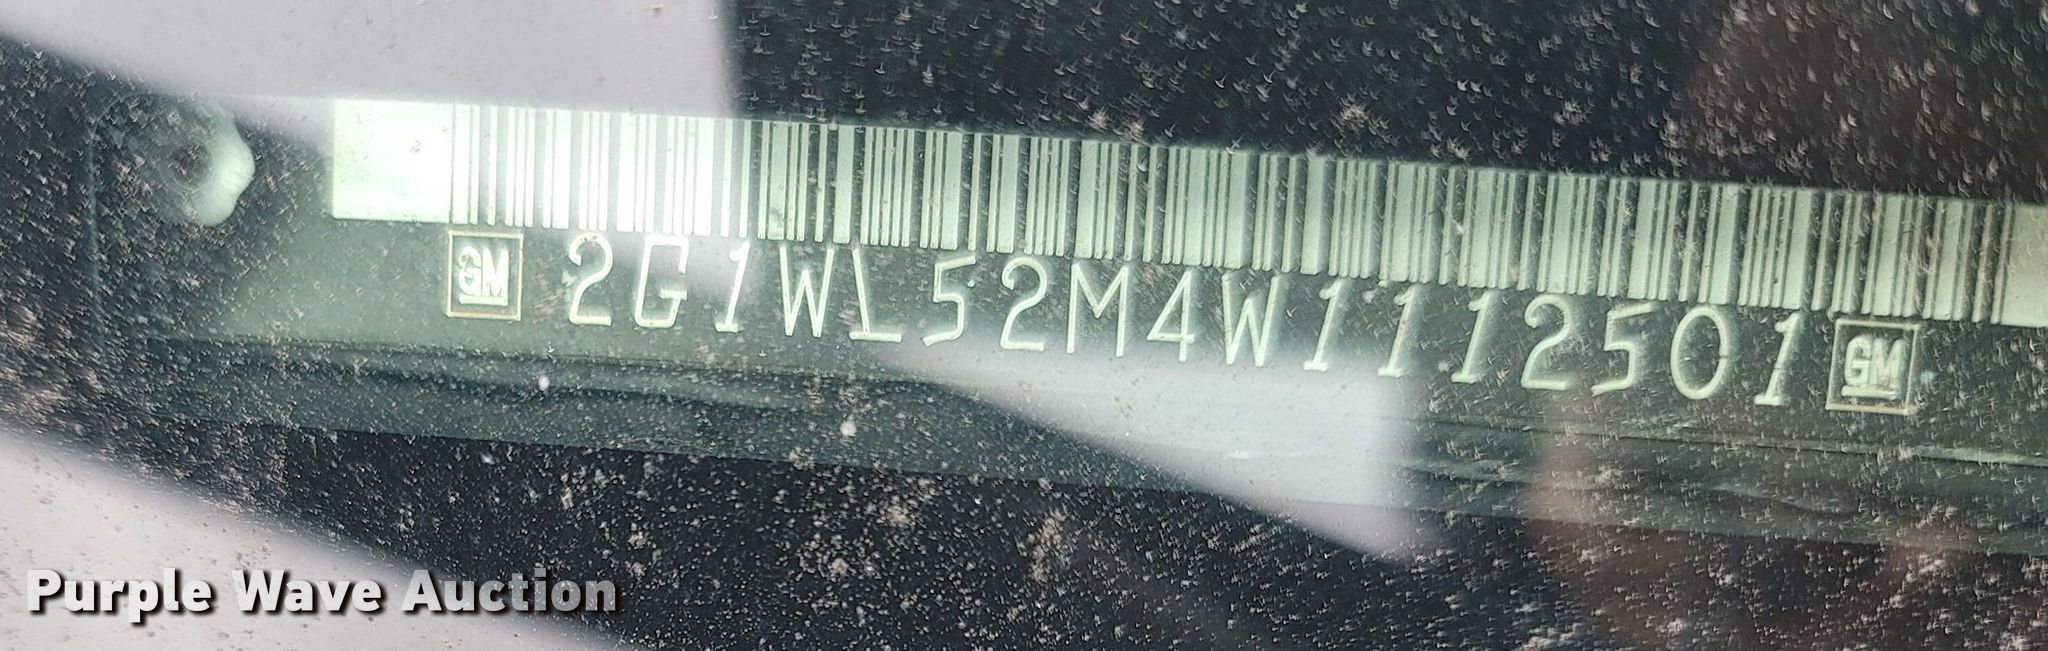 GM 2G1WL52M4W1112501 GM
Purple Wave Auction